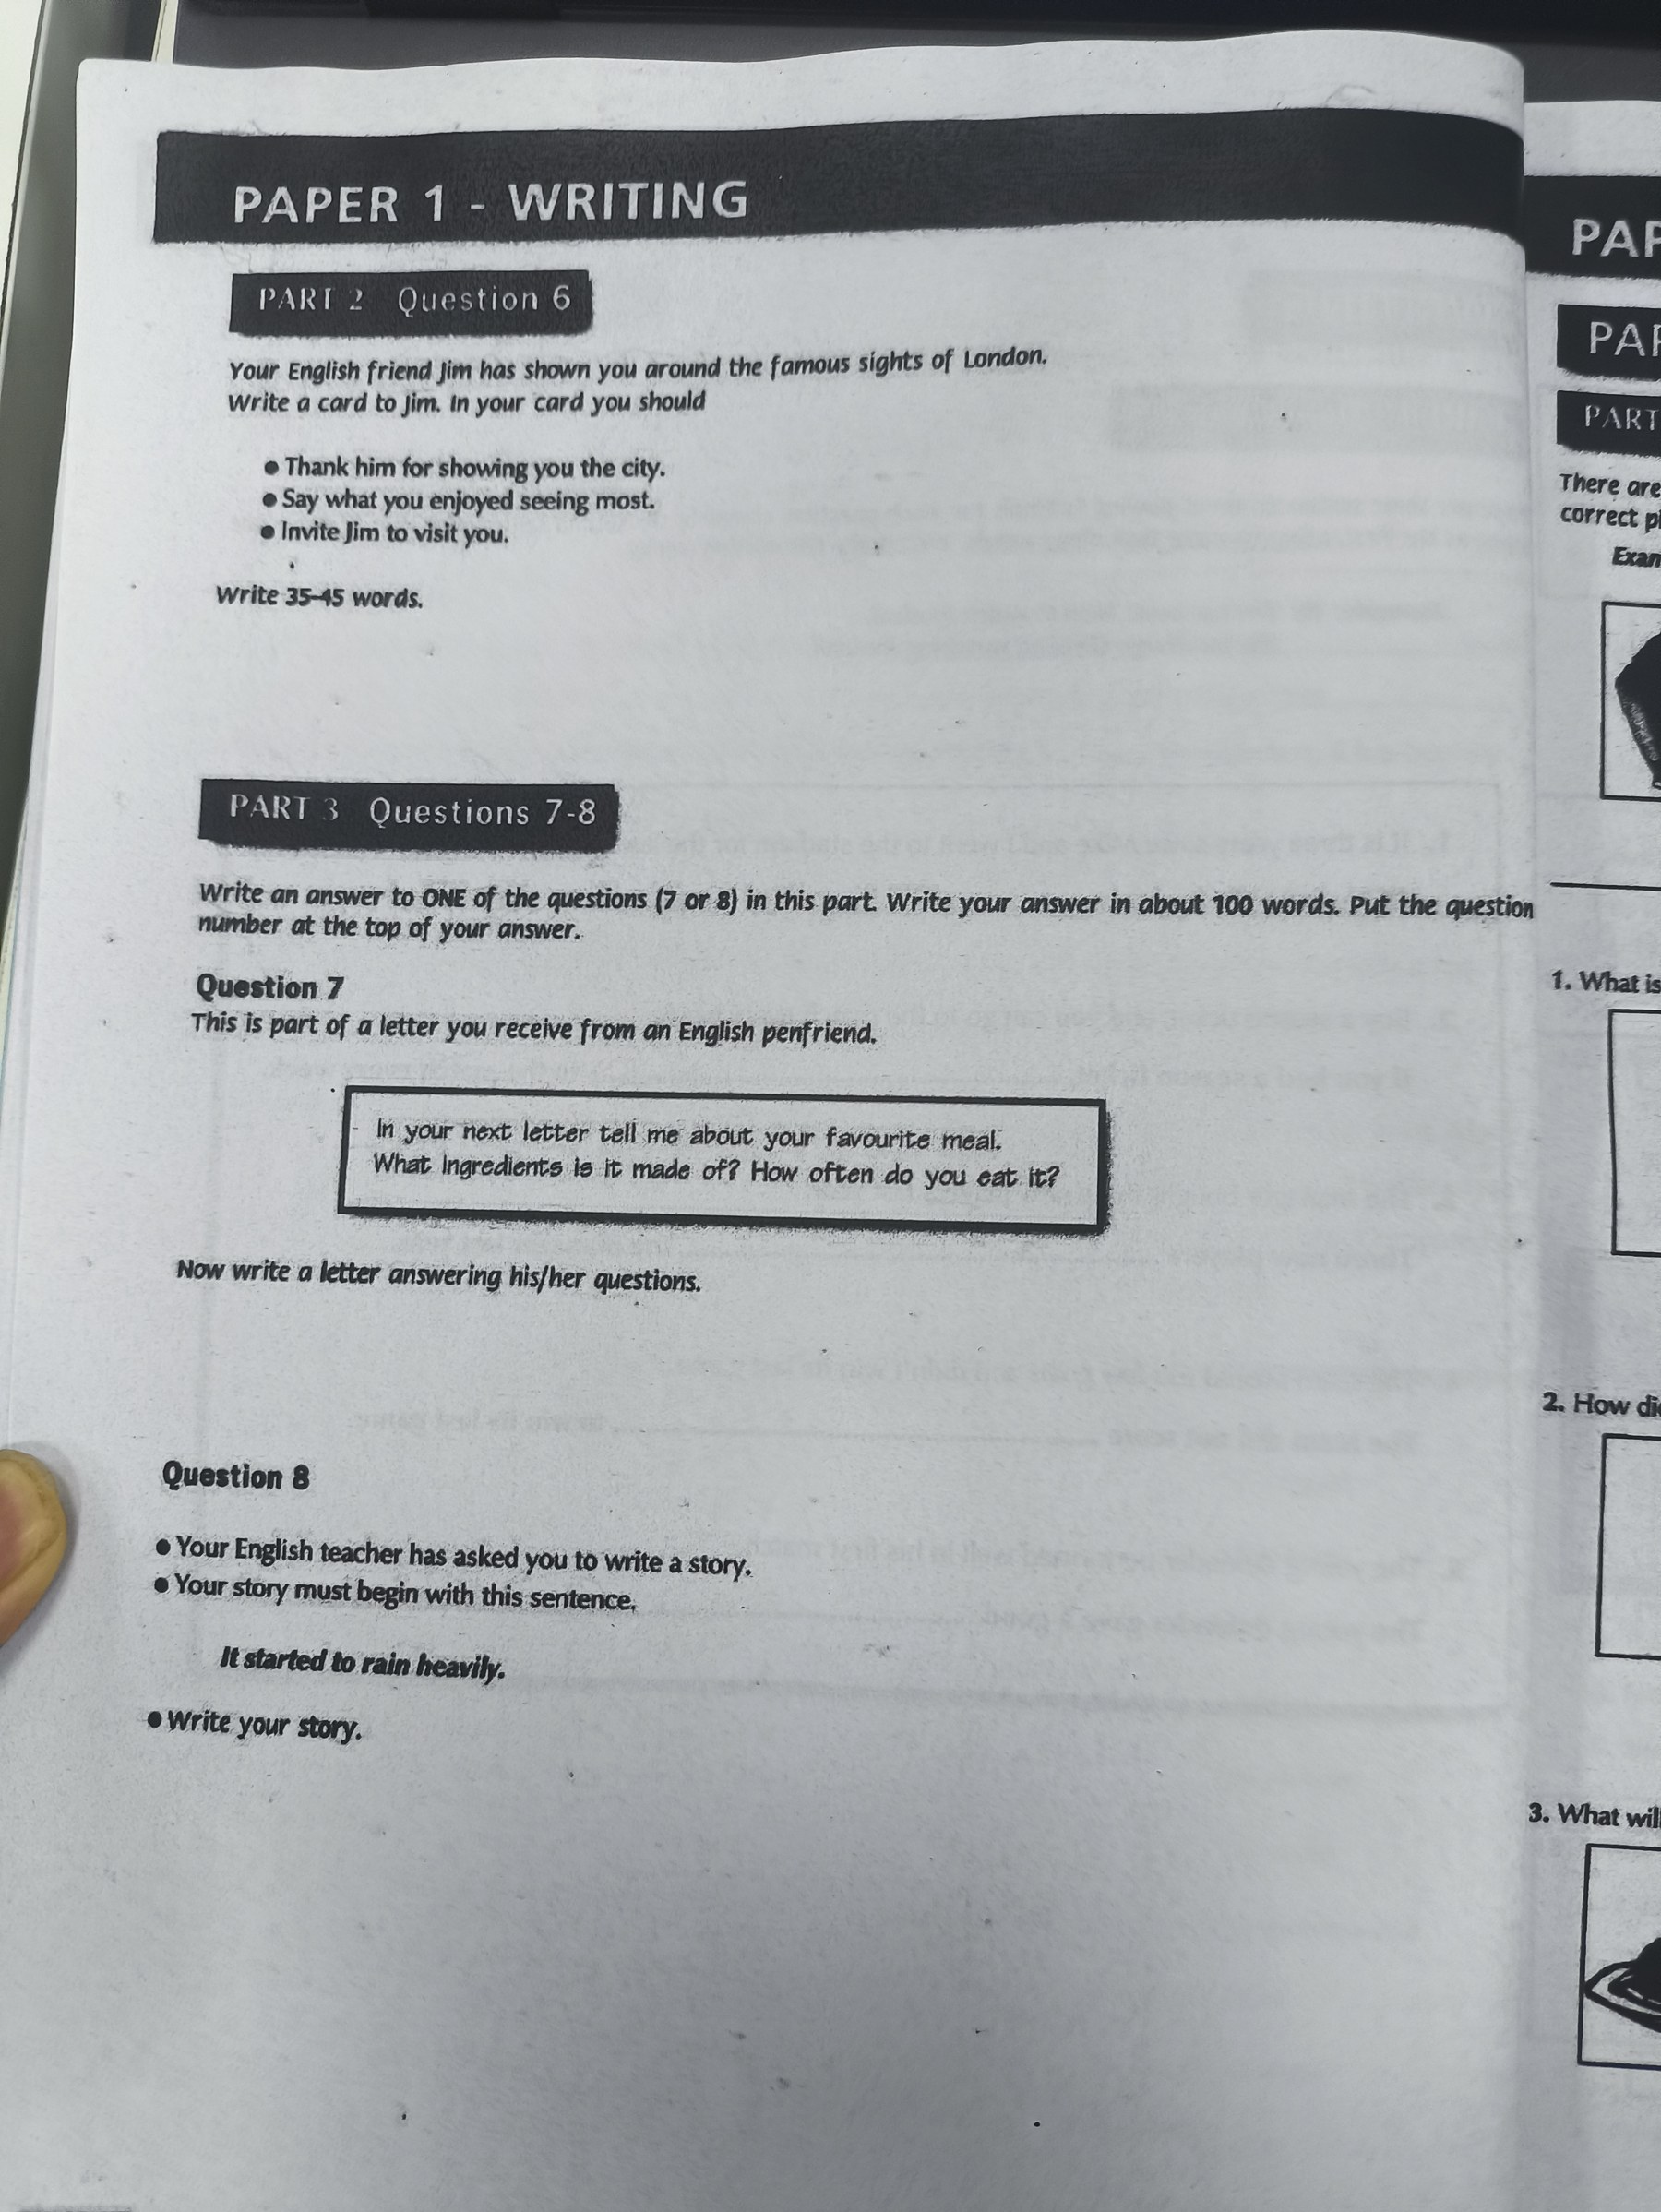 PAPER 1 - WRITING
PART 2 Question 6
Your English friend Jim has shown you around the famous sights of London.
Write a card to Jim. In your card you should
● Thank him for showing you the city.
● Say what you enjoyed seeing most.
● Invite Jim to visit you.
Write 35-45 words.
PART 3 Questions 7-8
Write an answer to ONE of the questions (7 or 8) in this part. Write your answer in about 100 words. Put the question
number at the top of your answer.
Question 7
This is part of a letter you receive from an English penfriend.
In your next letter tell me about your favourite meal.
What ingredients is it made of? How often do you eat it?
Now write a letter answering his/her questions.
Question 8
● Your English teacher has asked you to write a story.
● Your story must begin with this sentence.
It started to rain heavily.
● Write your story.
PART
There are
correct
1. What is
2. How
3. What